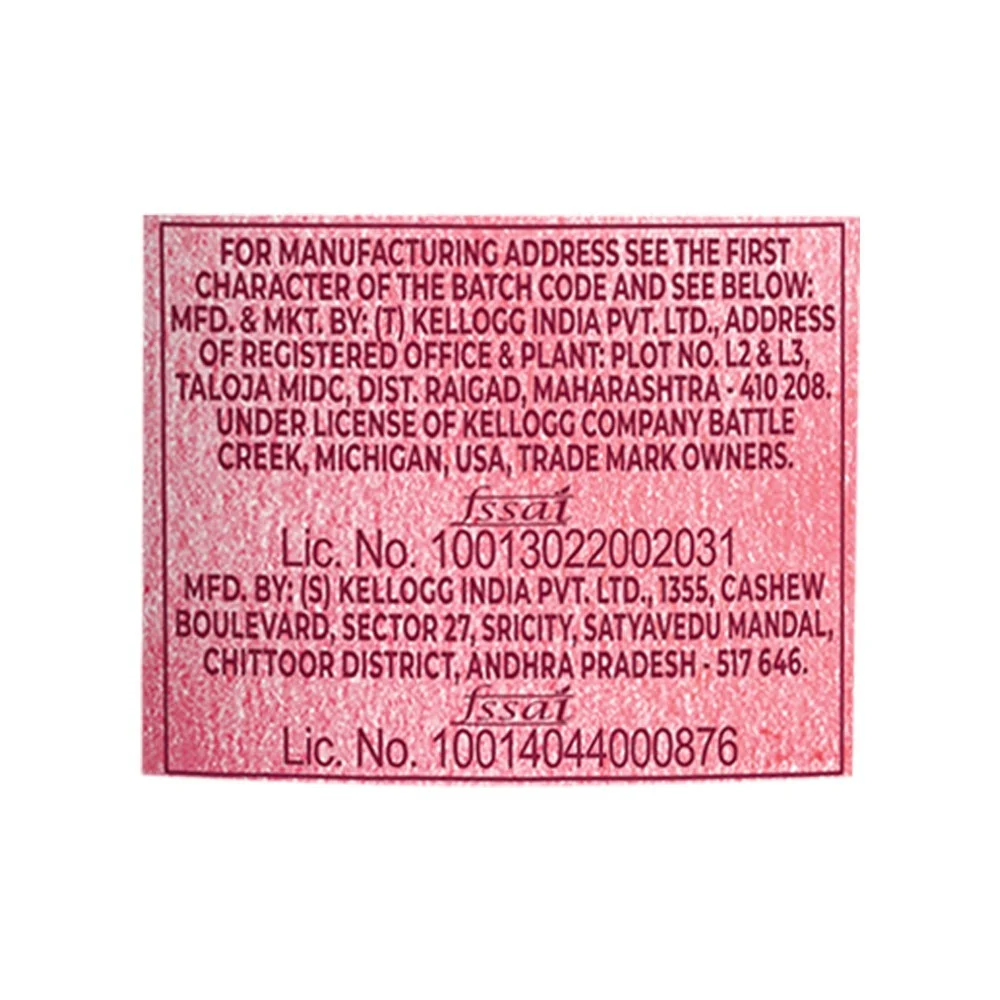 FOR MANUFACTURING ADDRESS SEE THE FIRST
CHARACTER OF THE BATCH CODE AND SEE BELOW:
MFD. & MKT. BY: (T) KELLOGG INDIA PVT. LTD., ADDRESS
OF REGISTERED OFFICE & PLANT: PLOT NO. L2 & L3,
TALOJA MIDC, DIST. RAIGAD, MAHARASHTRA - 410 208.
UNDER LICENSE OF KELLOGG COMPANY BATTLE
CREEK, MICHIGAN, USA, TRADE MARK OWNERS.
fssai
Lic. No. 10013022002031
MFD. BY: (S) KELLOGG INDIA PVT. LTD., 1355, CASHEW
BOULEVARD, SECTOR 27, SRICITY, SATYAVEDU MANDAL,
CHITTOOR DISTRICT, ANDHRA PRADESH - 517 646.
fssai
Lic. No. 10014044000876